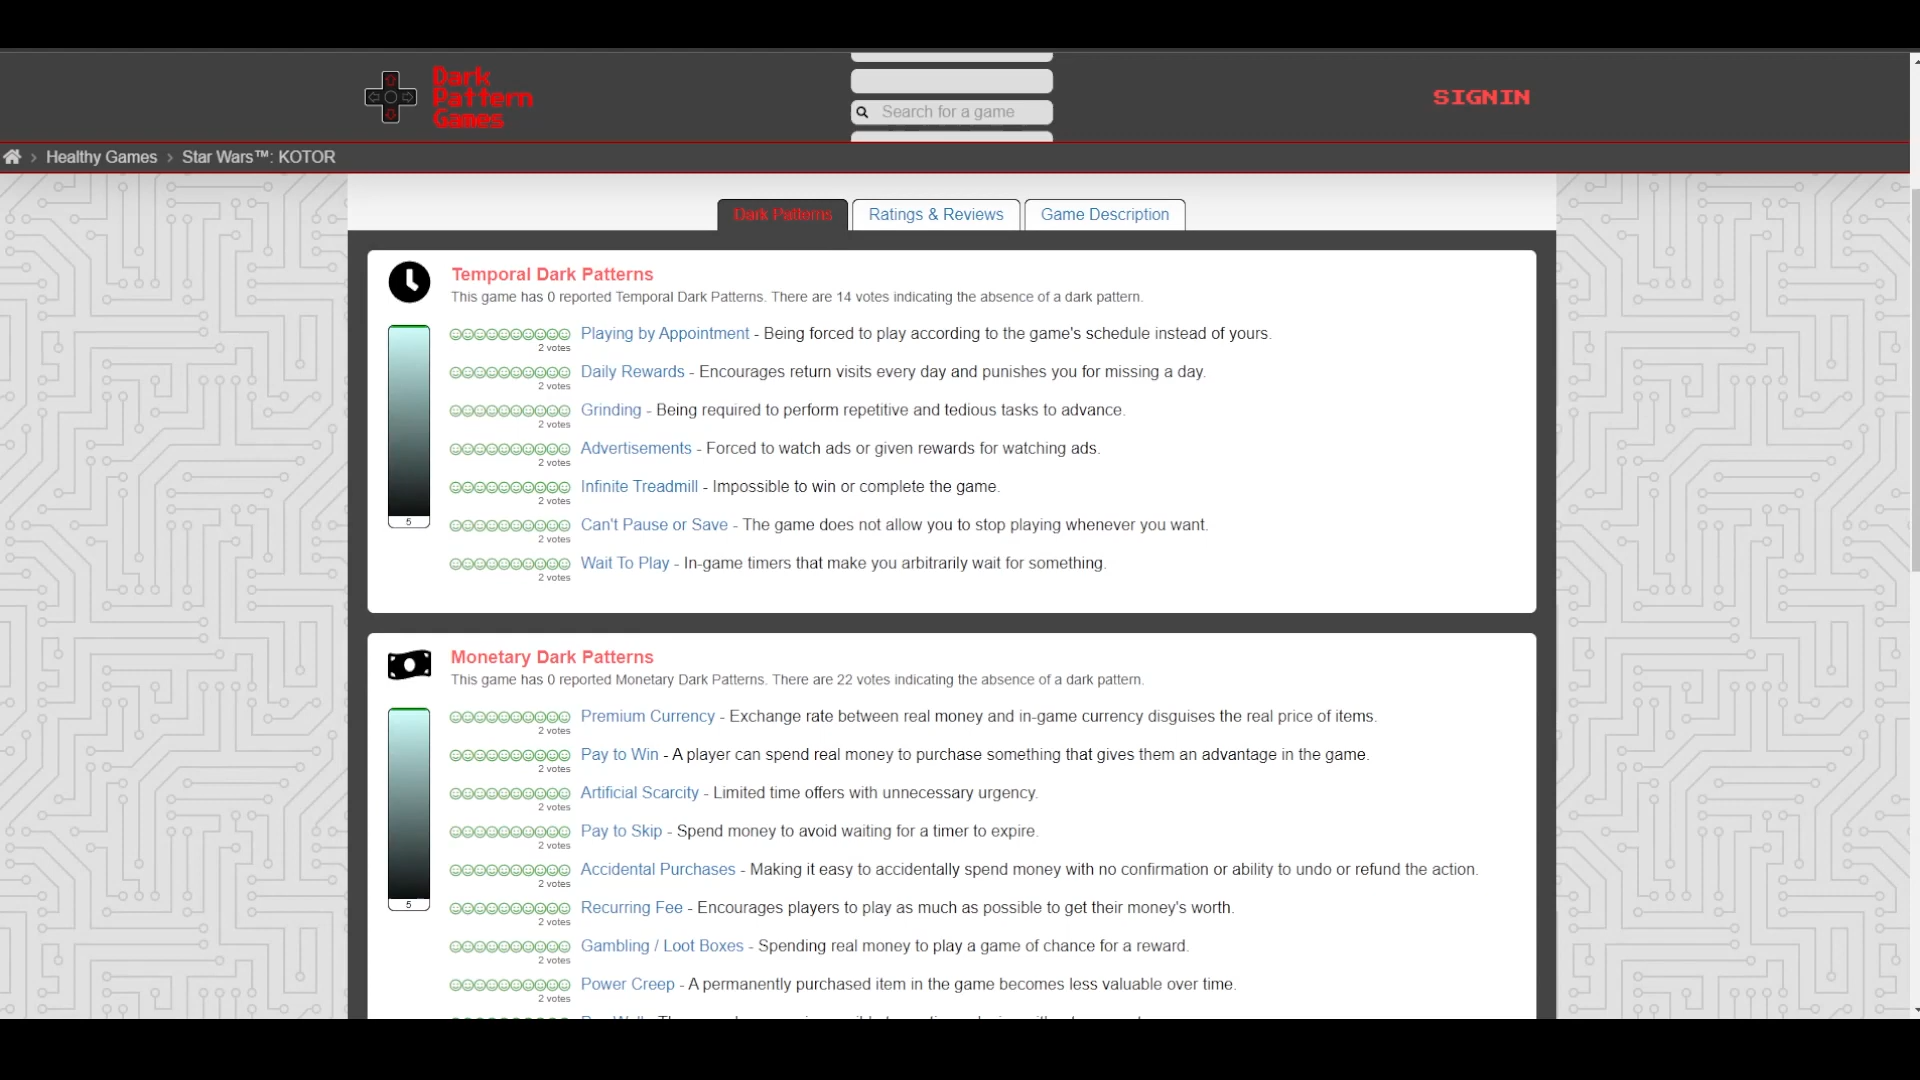 Dark
Pattern
Games
Search for a game
SIGNIN
Healthy Games
Star Wars™: KOTOR
Dark Patterns
Ratings & Reviews
Game Description
Temporal Dark Patterns
This game has 0 reported Temporal Dark Patterns. There are 14 votes indicating the absence of a dark pattern.
Playing by Appointment - Being forced to play according to the game's schedule instead of yours.
2 votes
Daily Rewards - Encourages return visits every day and punishes you for missing a day.
2 votes
Grinding - Being required to perform repetitive and tedious tasks to advance.
2 votes
Advertisements - Forced to watch ads or given rewards for watching ads.
2 votes
Infinite Treadmill - Impossible to win or complete the game.
2 votes
5
Can't Pause or Save - The game does not allow you to stop playing whenever you want.
2 votes
Wait To Play - In-game timers that make you arbitrarily wait for something.
2 votes
Monetary Dark Patterns
This game has 0 reported Monetary Dark Patterns. There are 22 votes indicating the absence of a dark pattern.
Premium Currency - Exchange rate between real money and in-game currency disguises the real price of items.
2 votes
Pay to Win - A player can spend real money to purchase something that gives them an advantage in the game.
2 votes
Artificial Scarcity - Limited time offers with unnecessary urgency.
2 votes
Pay to Skip - Spend money to avoid waiting for a timer to expire.
2 votes
Accidental Purchases - Making it easy to accidentally spend money with no confirmation or ability to undo or refund the action.
2 votes
5
Recurring Fee - Encourages players to play as much as possible to get their money's worth.
2 votes
Gambling / Loot Boxes - Spending real money to play a game of chance for a reward.
2 votes
Power Creep - A permanently purchased item in the game becomes less valuable over time.
2 votes